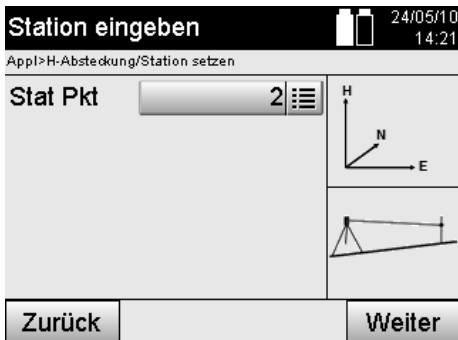 Station eingeben
24/05/10
14:21
Appl>H-Absteckung/Station setzen
Stat Pkt
2
H
N
E
Zurück
Weiter